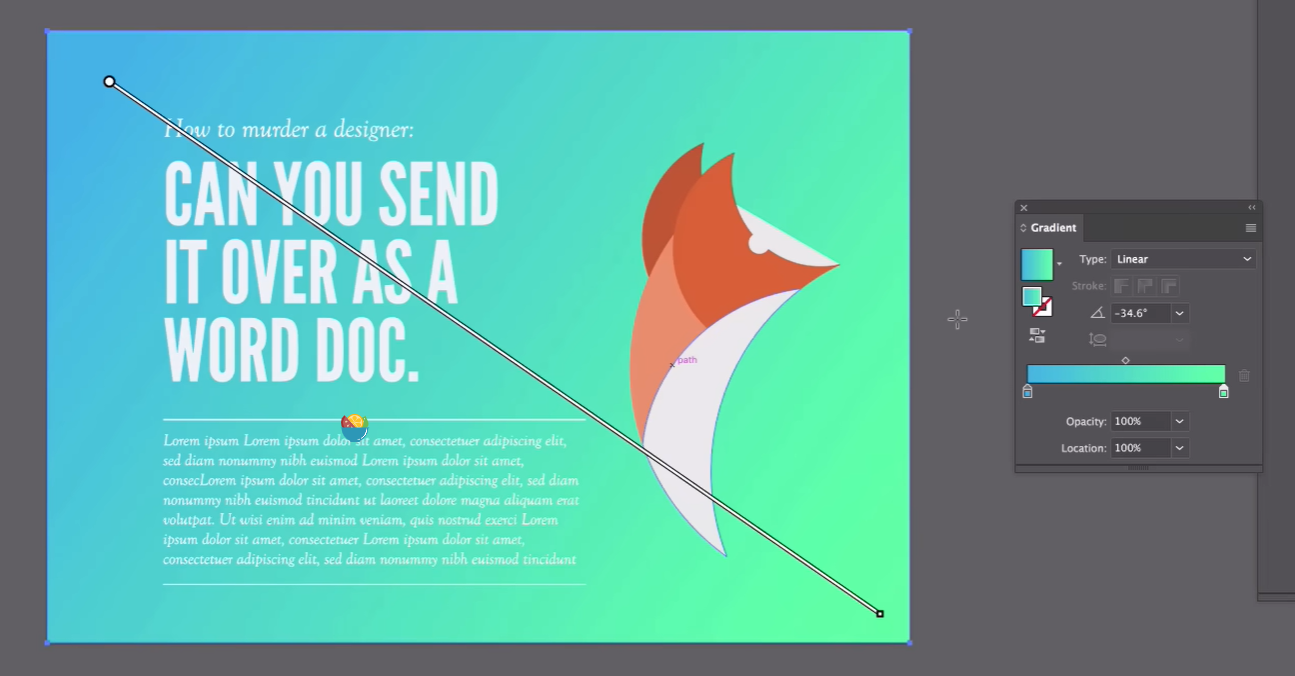 How to murder a designer:
CAN YOU SEND
IT OVER AS A
WORD DOC.
Lorem ipsum Lorem ipsum dolor sit amet, consectetuer adipiscing elit,
sed diam nonummy nibh euismod Lorem ipsum dolor sit amet,
consecLorem ipsum dolor sit amet, consectetuer adipiscing elit, sed diam
nonummy nibh euismod tincidunt ut laoreet dolore magna aliquam erat
volutpat. Ut wisi enim ad minim veniam, quis nostrud exerci Lorem
ipsum dolor sit amet, consectetuer Lorem ipsum dolor sit amet,
consectetuer adipiscing elit, sed diam nonummy nibh euismod tincidunt
path
Gradient
Type: Linear
Stroke:
-34.6°
Opacity: 100%
Location: 100%